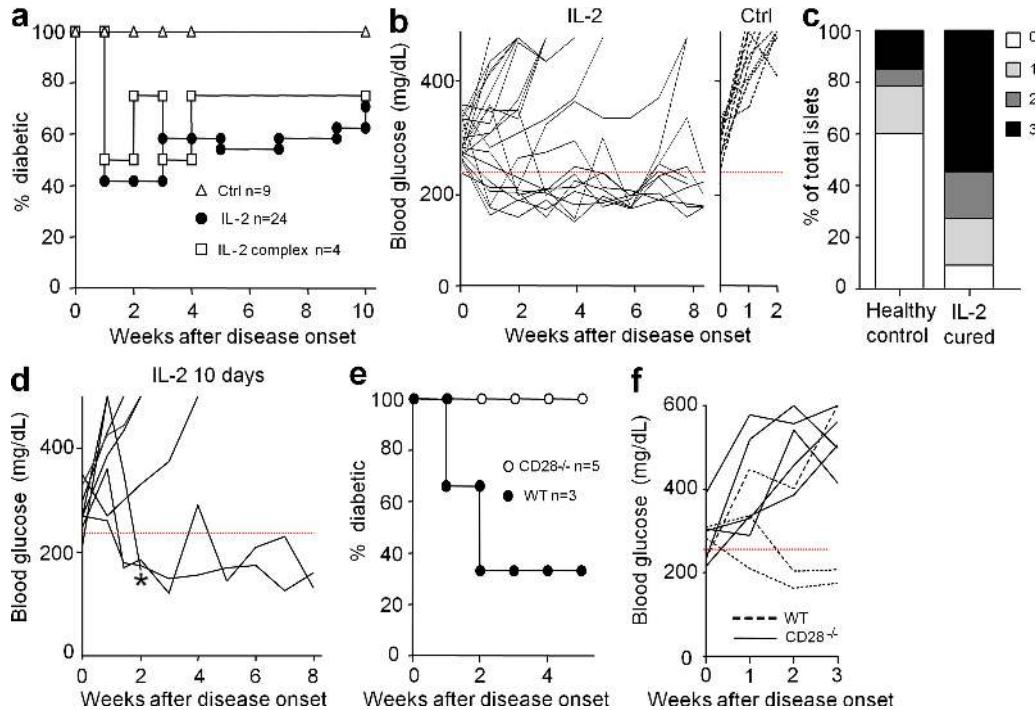 a
% diabetic
100
80
60
40
20
0
Ctrl n=9
IL-2 n=24
IL-2 complex n=4
0 2 4 6 8 10
Weeks after disease onset
b
IL-2
Ctrl
Blood glucose (mg/dL)
400
200
0
0 2 4 6 8
0 1 2
Weeks after disease onset
c
% of total islets
100
80
60
40
20
0
0
1
2
3
Healthy control
IL-2 cured
d
IL-2 10 days
Blood glucose (mg/dL)
400
200
0
*
0 2 4 6 8
Weeks after disease onset
e
% diabetic
100
80
60
40
20
0
CD28-/- n=5
WT n=3
0 2 4
Weeks after disease onset
f
Blood glucose (mg/dL)
600
400
200
0
WT
CD28-/-
0 1 2 3
Weeks after disease onset